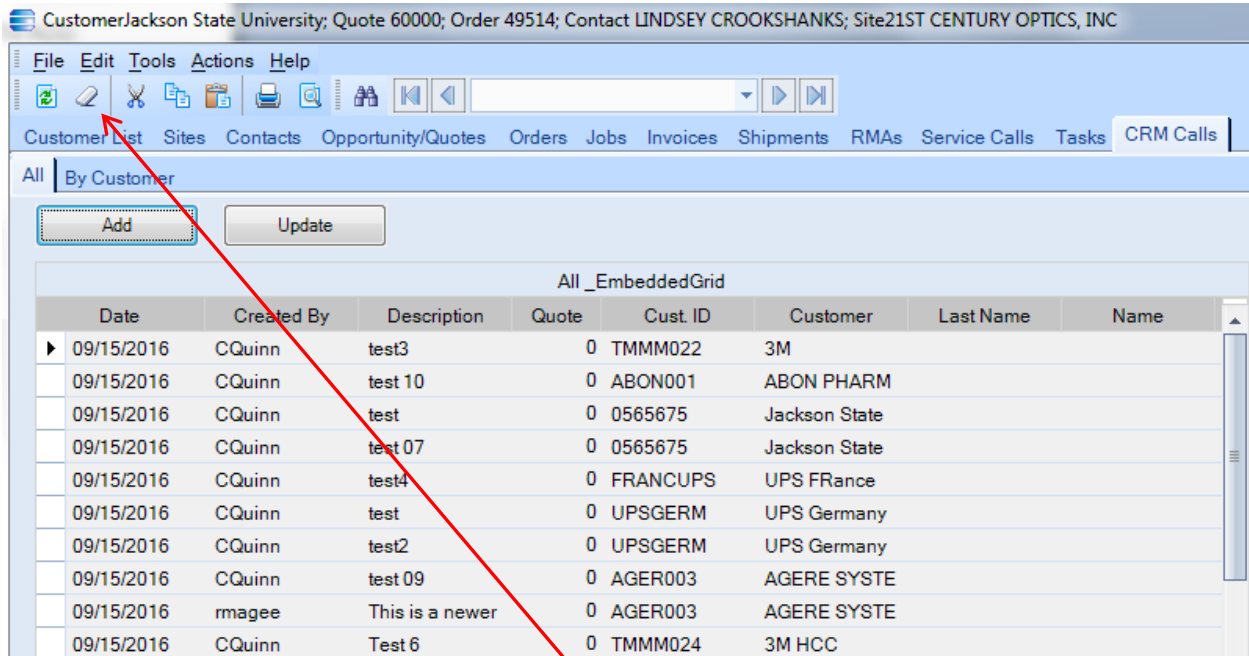 CustomerJackson State University; Quote 60000; Order 49514; Contact LINDSEY CROOKSHANKS; Site21ST CENTURY OPTICS, INC
File Edit Tools Actions Help
Customer List Sites Contacts Opportunity/Quotes Orders Jobs Invoices Shipments RMAs Service Calls Tasks CRM Calls
All By Customer
Add Update
All _EmbeddedGrid
Date Created By Description Quote Cust. ID Customer Last Name Name
09/15/2016 CQuinn test3 0 TMMM022 3M
09/15/2016 CQuinn test 10 0 ABON001 ABON PHARM
09/15/2016 CQuinn test 0 0565675 Jackson State
09/15/2016 CQuinn test 07 0 0565675 Jackson State
09/15/2016 CQuinn test4 0 FRANCUPS UPS FRance
09/15/2016 CQuinn test 0 UPSGERM UPS Germany
09/15/2016 CQuinn test2 0 UPSGERM UPS Germany
09/15/2016 CQuinn test 09 0 AGER003 AGERE SYSTE
09/15/2016 rmagee This is a newer 0 AGER003 AGERE SYSTE
09/15/2016 CQuinn Test 6 0 TMMM024 3M HCC